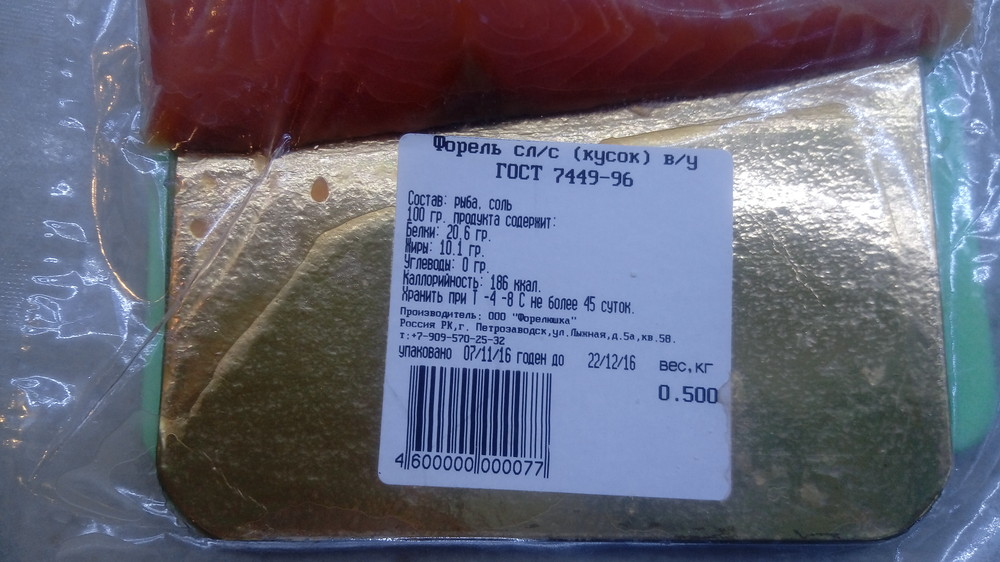 Форель сл/с (кусок) в/у
ГОСТ 7449-96
Состав: рыба, соль
100 гр. продукта содержит:
Белки: 20,6 гр.
Жиры: 10.1 гр.
Углеводы: 0 гр.
Каллорийность: 186 ккал.
Хранить при Т -4 -8 С не более 45 суток.
Производитель: ООО "Форелюшка"
Россия РК,г. Петрозаводск,ул.Лыжная,д.5а,кв.58.
т:+7-909-570-25-32
упаковано 07/11/16 годен до 22/12/16 вес,кг
0.500
4 600000 000077